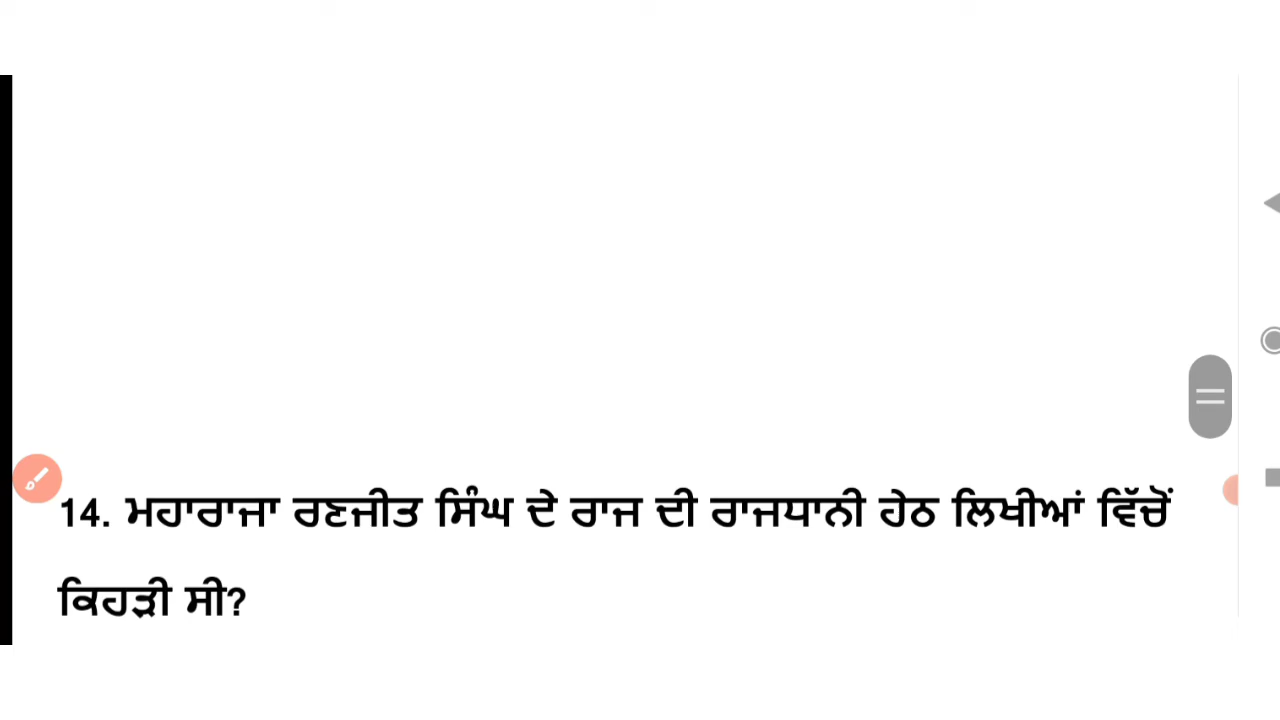 14. ਮਹਾਰਾਜਾ ਰਣਜੀਤ ਸਿੰਘ ਦੇ ਰਾਜ ਦੀ ਰਾਜਧਾਨੀ ਹੇਠ ਲਿਖੀਆਂ ਵਿੱਚੋਂ
ਕਿਹੜੀ ਸੀ?